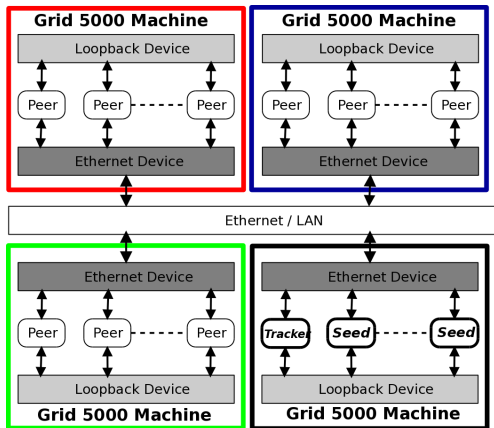 Grid 5000 Machine
Loopback Device
Peer Peer Peer
Ethernet Device
Grid 5000 Machine
Loopback Device
Peer Peer Peer
Ethernet Device
Ethernet / LAN
Ethernet Device
Peer Peer Peer
Loopback Device
Grid 5000 Machine
Ethernet Device
Tracker Seed Seed
Loopback Device
Grid 5000 Machine